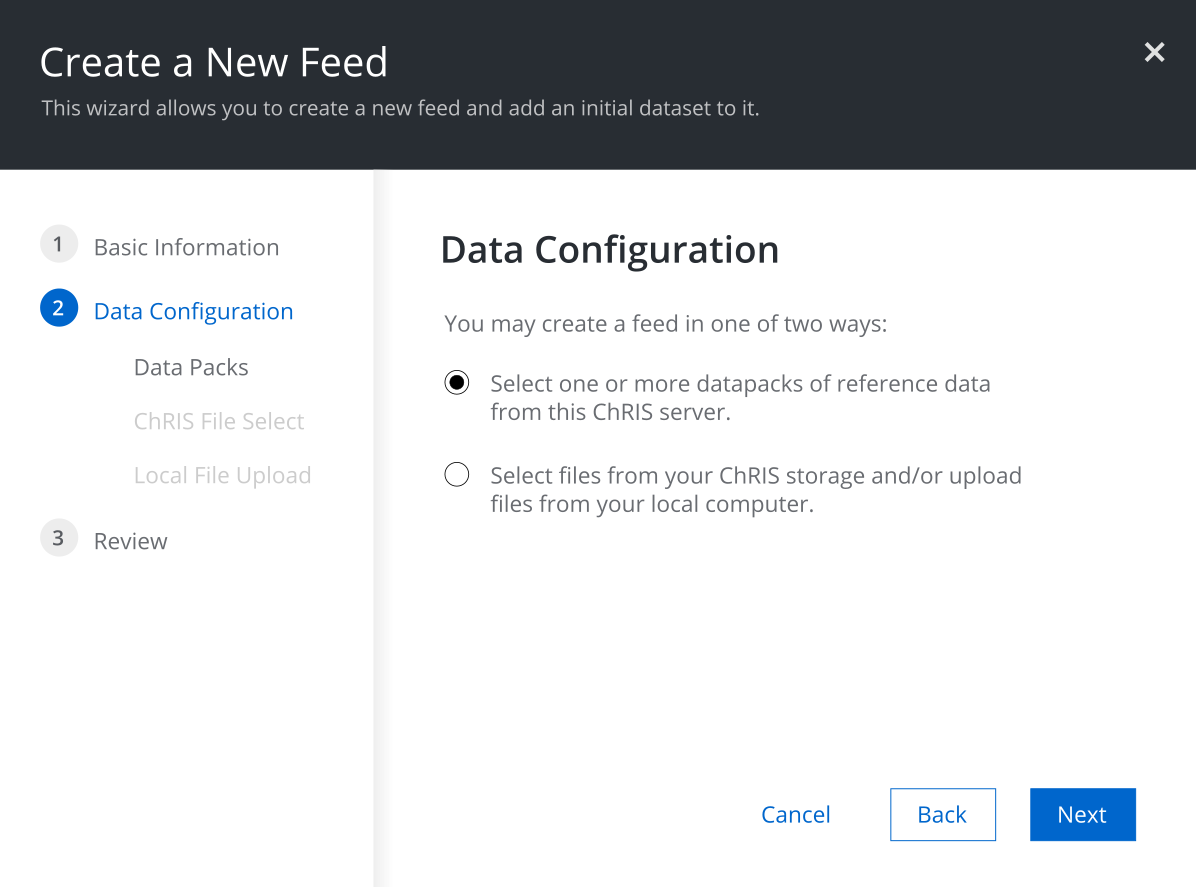 Create a New Feed
This wizard allows you to create a new feed and add an initial dataset to it.
1 Basic Information
2 Data Configuration
Data Packs
ChRIS File Select
Local File Upload
3 Review
Data Configuration
You may create a feed in one of two ways:
Select one or more datapacks of reference data
from this ChRIS server.
Select files from your ChRIS storage and/or upload
files from your local computer.
Cancel Back Next